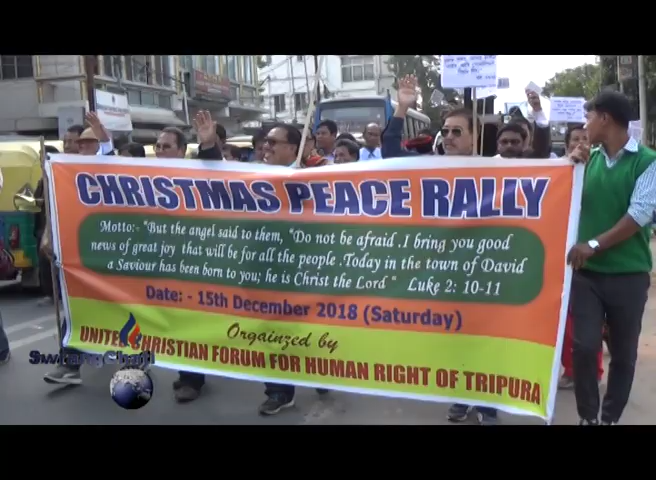 CHRISTMAS PEACE RALLY
Motto:- "But the angel said to them, "Do not be afraid. I bring you good
news of great joy that will be for all the people. Today in the town of David
a Saviour has been born to you; he is Christ the Lord" Luke 2: 10-11
Date: - 15th December 2018 (Saturday)
Orgainzed by
UNITED CHRISTIAN FORUM FOR HUMAN RIGHT OF TRIPURA